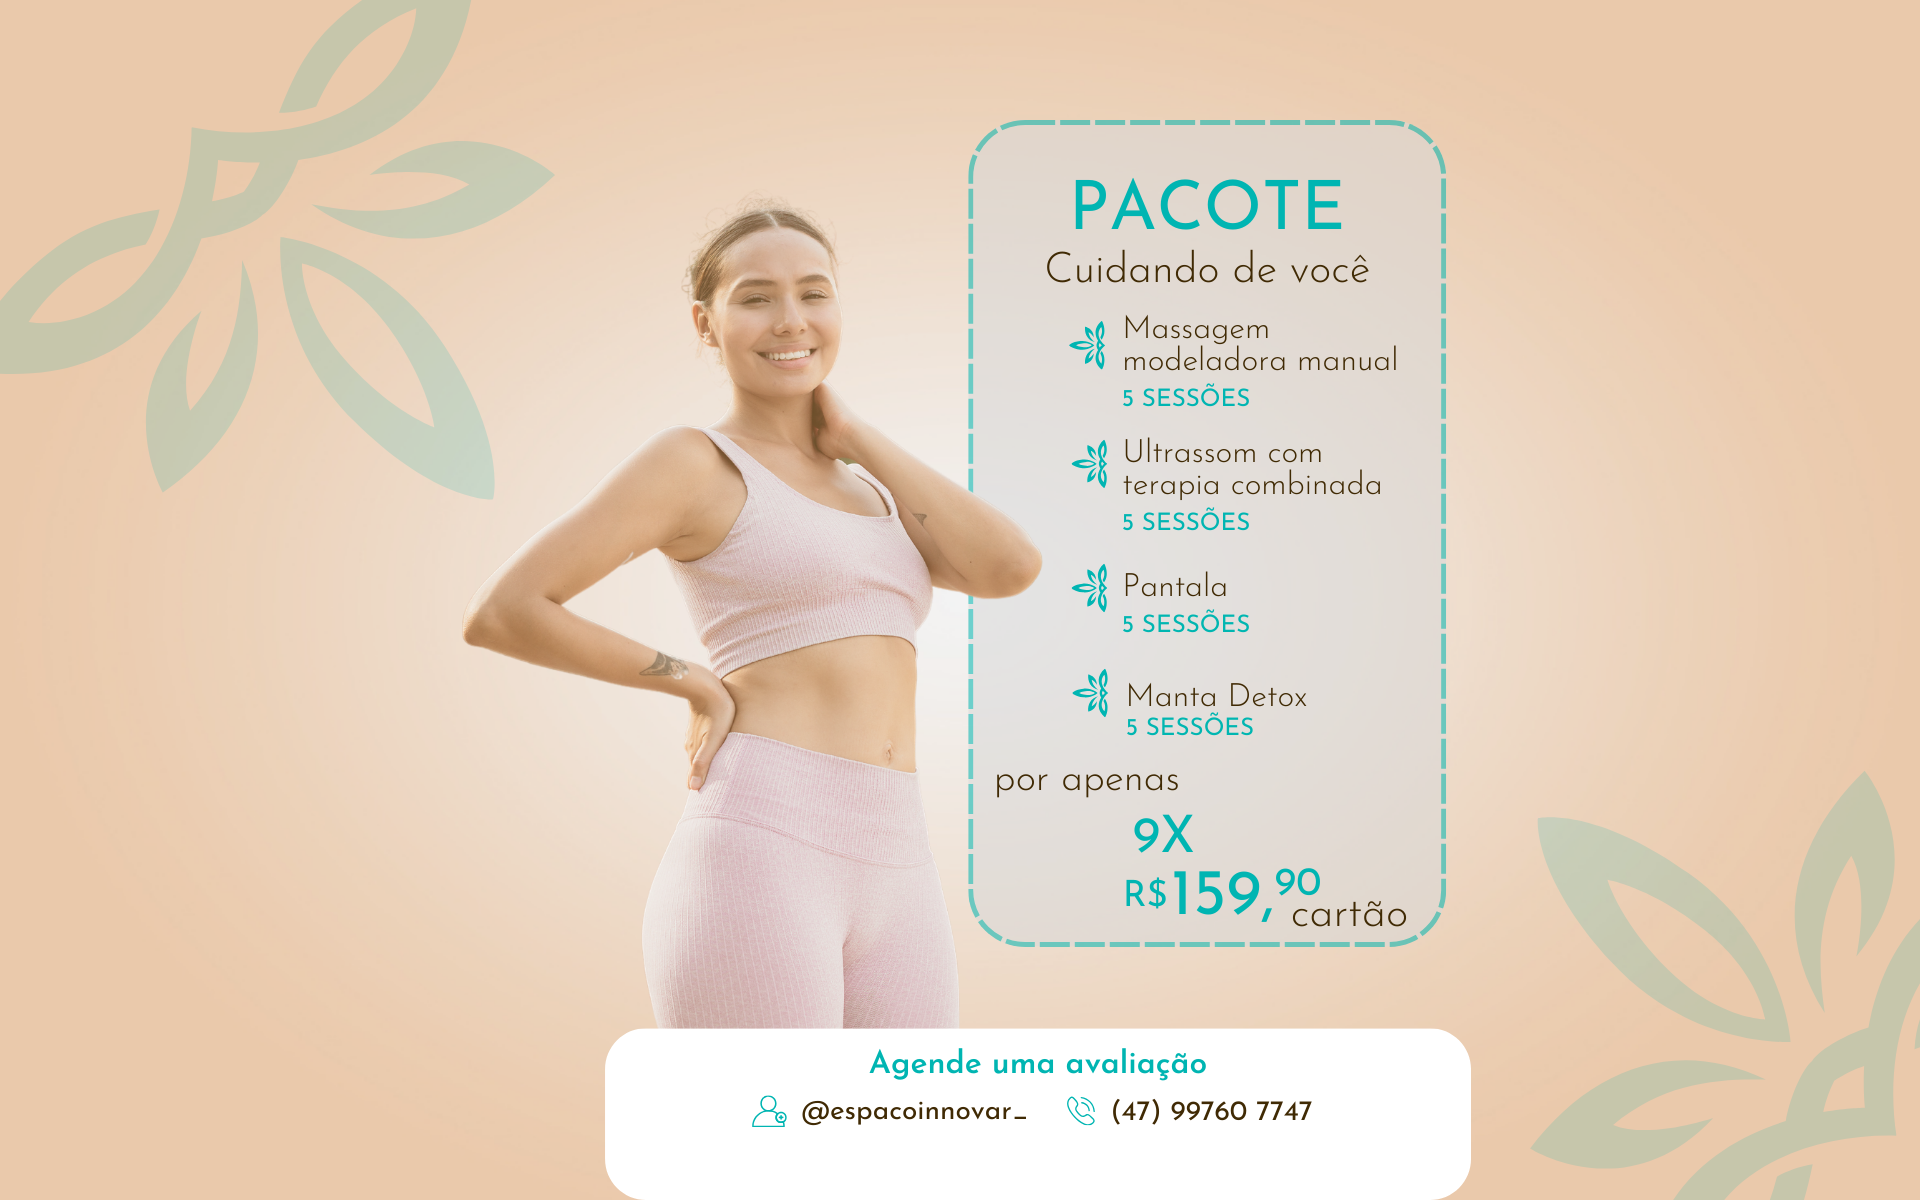 PACOTE
Cuidando de você
Massagem
modeladora manual
5 SESSÕES
Ultrassom com
terapia combinada
5 SESSÕES
Pantala
5 SESSÕES
Manta Detox
5 SESSÕES
por apenas
9X
R$159,90
cartão
Agende uma avaliação
@espacoinnovar_ (47) 99760 7747